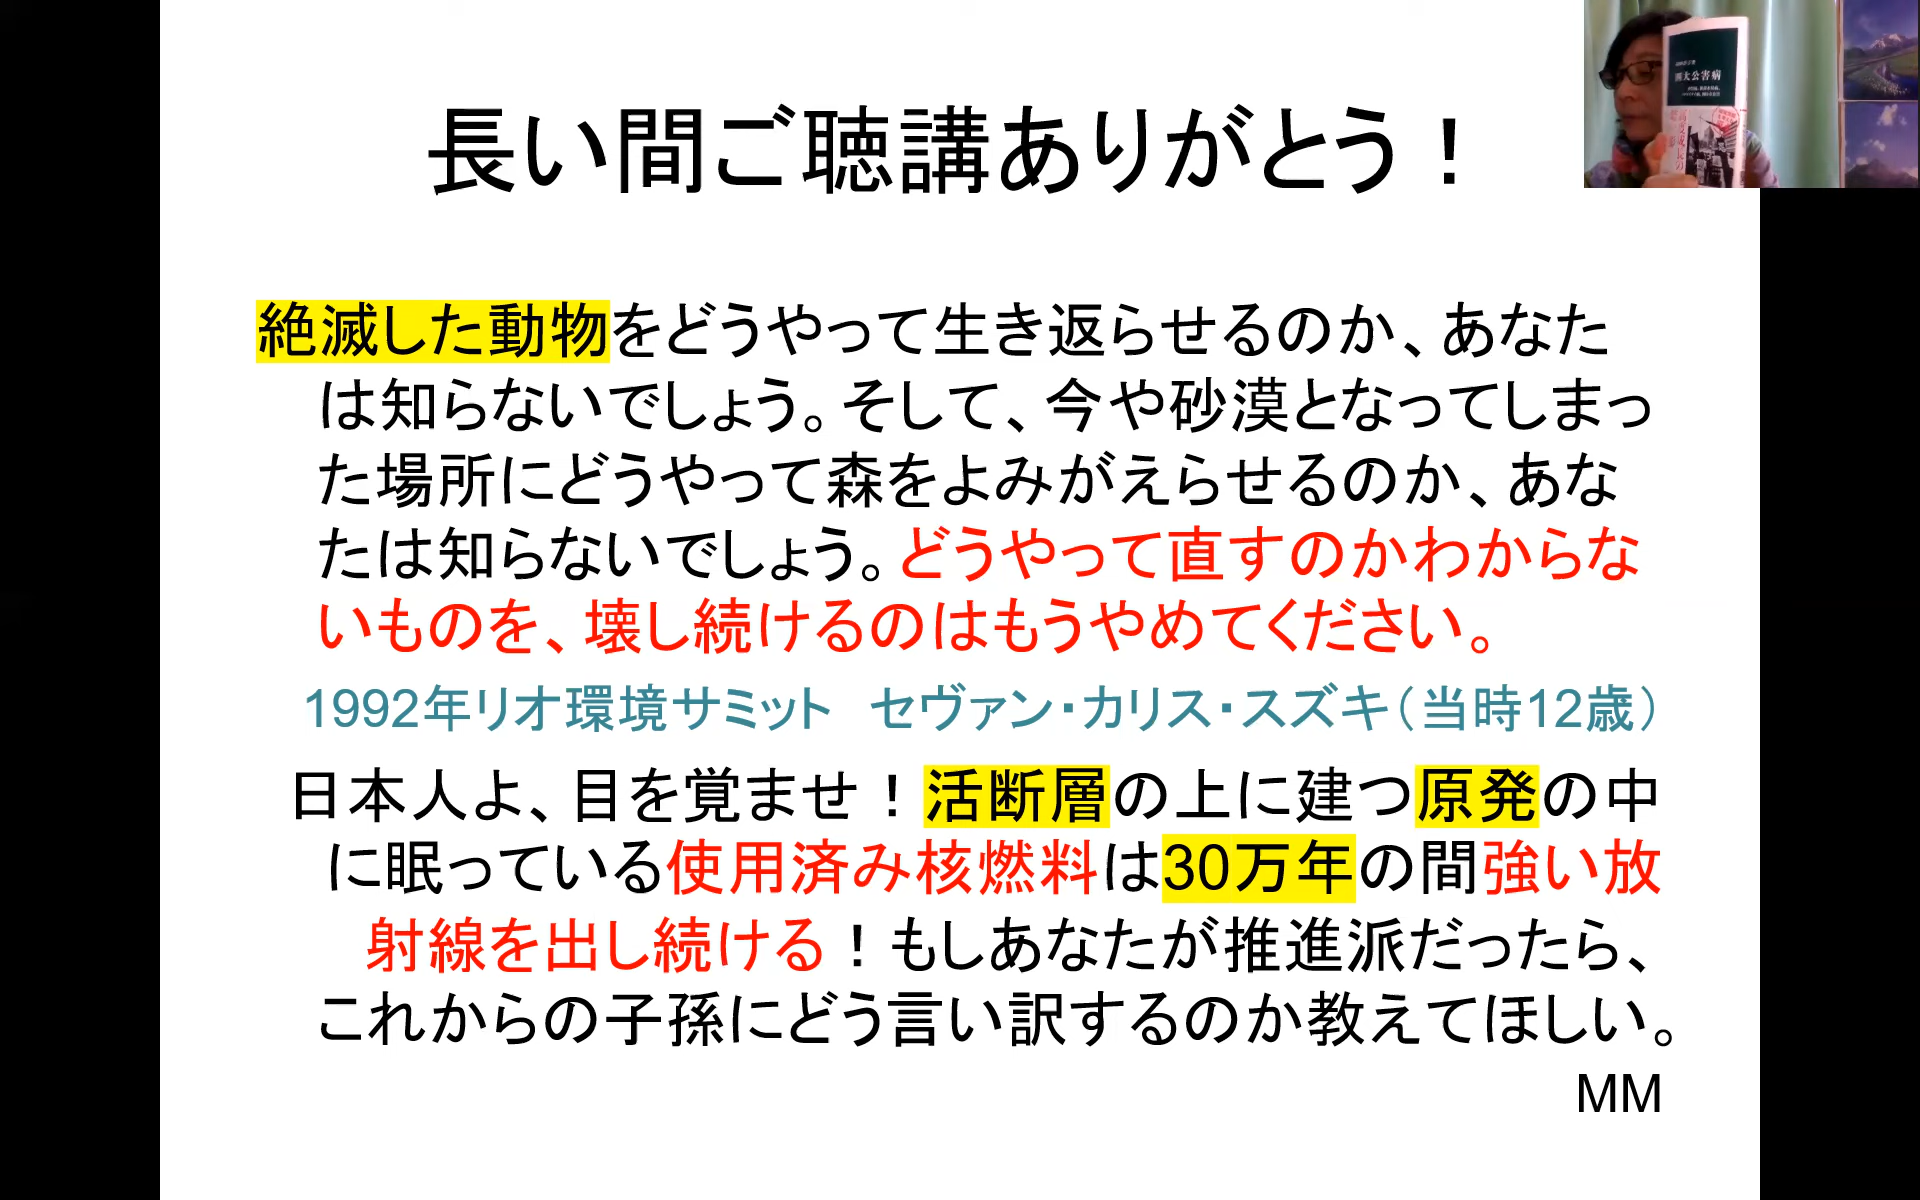 長い間ご聴講ありがとう！
絶滅した動物をどうやって生き返らせるのか、あなた
は知らないでしょう。そして、今や砂漠となってしまっ
た場所にどうやって森をよみがえらせるのか、あな
たは知らないでしょう。どうやって直すのかわからな
いものを、壊し続けるのはもうやめてください。
1992年リオ環境サミット　セヴァン・カリス・スズキ（当時12歳）
日本人よ、目を覚ませ！活断層の上に建つ原発の中
に眠っている使用済み核燃料は30万年の間強い放
射線を出し続ける！もしあなたが推進派だったら、
これからの子孫にどう言い訳するのか教えてほしい。
MM
大公害病